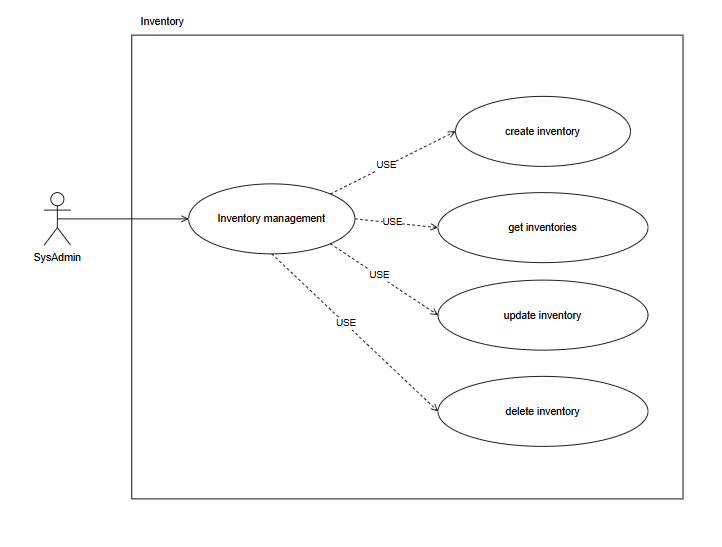 Inventory
create inventory
USE
Inventory management
USE
get inventories
SysAdmin
USE
update inventory
USE
delete inventory